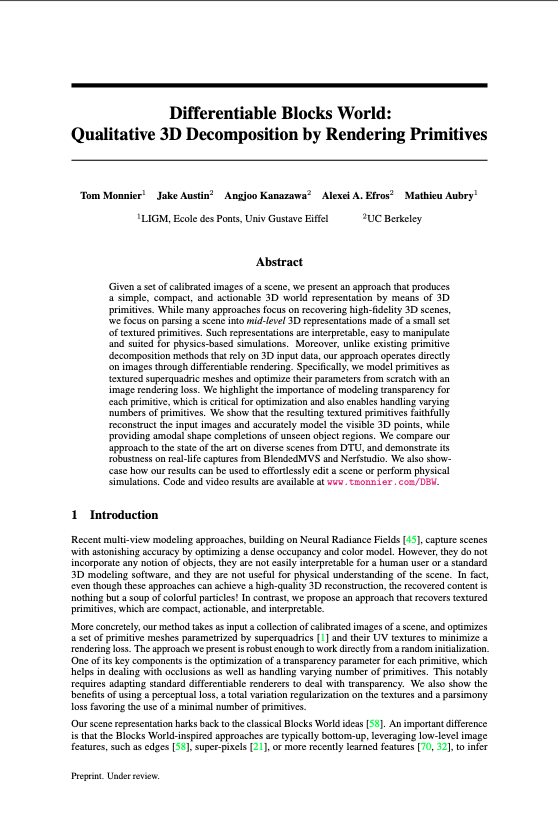 Differentiable Blocks World:
Qualitative 3D Decomposition by Rendering Primitives
Tom Monnier1 Jake Austin2 Angjoo Kanazawa2 Alexei A. Efros2 Mathieu Aubry1
1LIGM, Ecole des Ponts, Univ Gustave Eiffel 2UC Berkeley
Abstract
Given a set of calibrated images of a scene, we present an approach that produces
a simple, compact, and actionable 3D world representation by means of 3D
primitives. While many approaches focus on recovering high-fidelity 3D scenes,
we focus on parsing a scene into mid-level 3D representations made of a small set
of textured primitives. Such representations are interpretable, easy to manipulate
and suited for physics-based simulations. Moreover, unlike existing primitive
decomposition methods that rely on 3D input data, our approach operates directly
on images through differentiable rendering. Specifically, we model primitives as
textured superquadric meshes and optimize their parameters from scratch with an
image rendering loss. We highlight the importance of modeling transparency for
each primitive, which is critical for optimization and also enables handling varying
numbers of primitives. We show that the resulting textured primitives faithfully
reconstruct the input images and accurately model the visible 3D points, while
providing amodal shape completions of unseen object regions. We compare our
approach to the state of the art on diverse scenes from DTU, and demonstrate its
robustness on real-life captures from BlendedMVS and Nerfstudio. We also show-
case how our results can be used to effortlessly edit a scene or perform physical
simulations. Code and video results are available at www.tmonnier.com/DBW.
1 Introduction
Recent multi-view modeling approaches, building on Neural Radiance Fields [45], capture scenes
with astonishing accuracy by optimizing a dense occupancy and color model. However, they do not
incorporate any notion of objects, they are not easily interpretable for a human user or a standard
3D modeling software, and they are not useful for physical understanding of the scene. In fact,
even though these approaches can achieve a high-quality 3D reconstruction, the recovered content is
nothing but a soup of colorful particles! In contrast, we propose an approach that recovers textured
primitives, which are compact, actionable, and interpretable.
More concretely, our method takes as input a collection of calibrated images of a scene, and optimizes
a set of primitive meshes parametrized by superquadrics [1] and their UV textures to minimize a
rendering loss. The approach we present is robust enough to work directly from a random initialization.
One of its key components is the optimization of a transparency parameter for each primitive, which
helps in dealing with occlusions as well as handling varying number of primitives. This notably
requires adapting standard differentiable renderers to deal with transparency. We also show the
benefits of using a perceptual loss, a total variation regularization on the textures and a parsimony
loss favoring the use of a minimal number of primitives.
Our scene representation harks back to the classical Blocks World ideas [58]. An important difference
is that the Blocks World-inspired approaches are typically bottom-up, leveraging low-level image
features, such as edges [58], super-pixels [21], or more recently learned features [70, 32], to infer
Preprint. Under review.